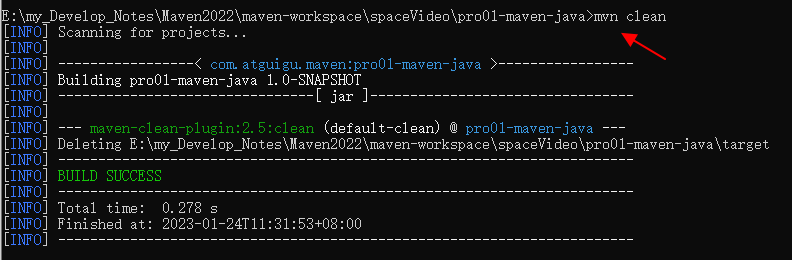 E:\my_Develop_Notes\Maven2022\maven-workspace\spaceVideo\pro01-maven-java>mvn clean
[INFO] Scanning for projects...
[INFO]
[INFO] -----------------< com.atguigu.maven:pro01-maven-java >-----------------
[INFO] Building pro01-maven-java 1.0-SNAPSHOT
[INFO] --------------------------------[ jar ]---------------------------------
[INFO]
[INFO] --- maven-clean-plugin:2.5:clean (default-clean) @ pro01-maven-java ---
[INFO] Deleting E:\my_Develop_Notes\Maven2022\maven-workspace\spaceVideo\pro01-maven-java\target
[INFO] ------------------------------------------------------------------------
[INFO] BUILD SUCCESS
[INFO] ------------------------------------------------------------------------
[INFO] Total time:  0.278 s
[INFO] Finished at: 2023-01-24T11:31:53+08:00
[INFO] ------------------------------------------------------------------------